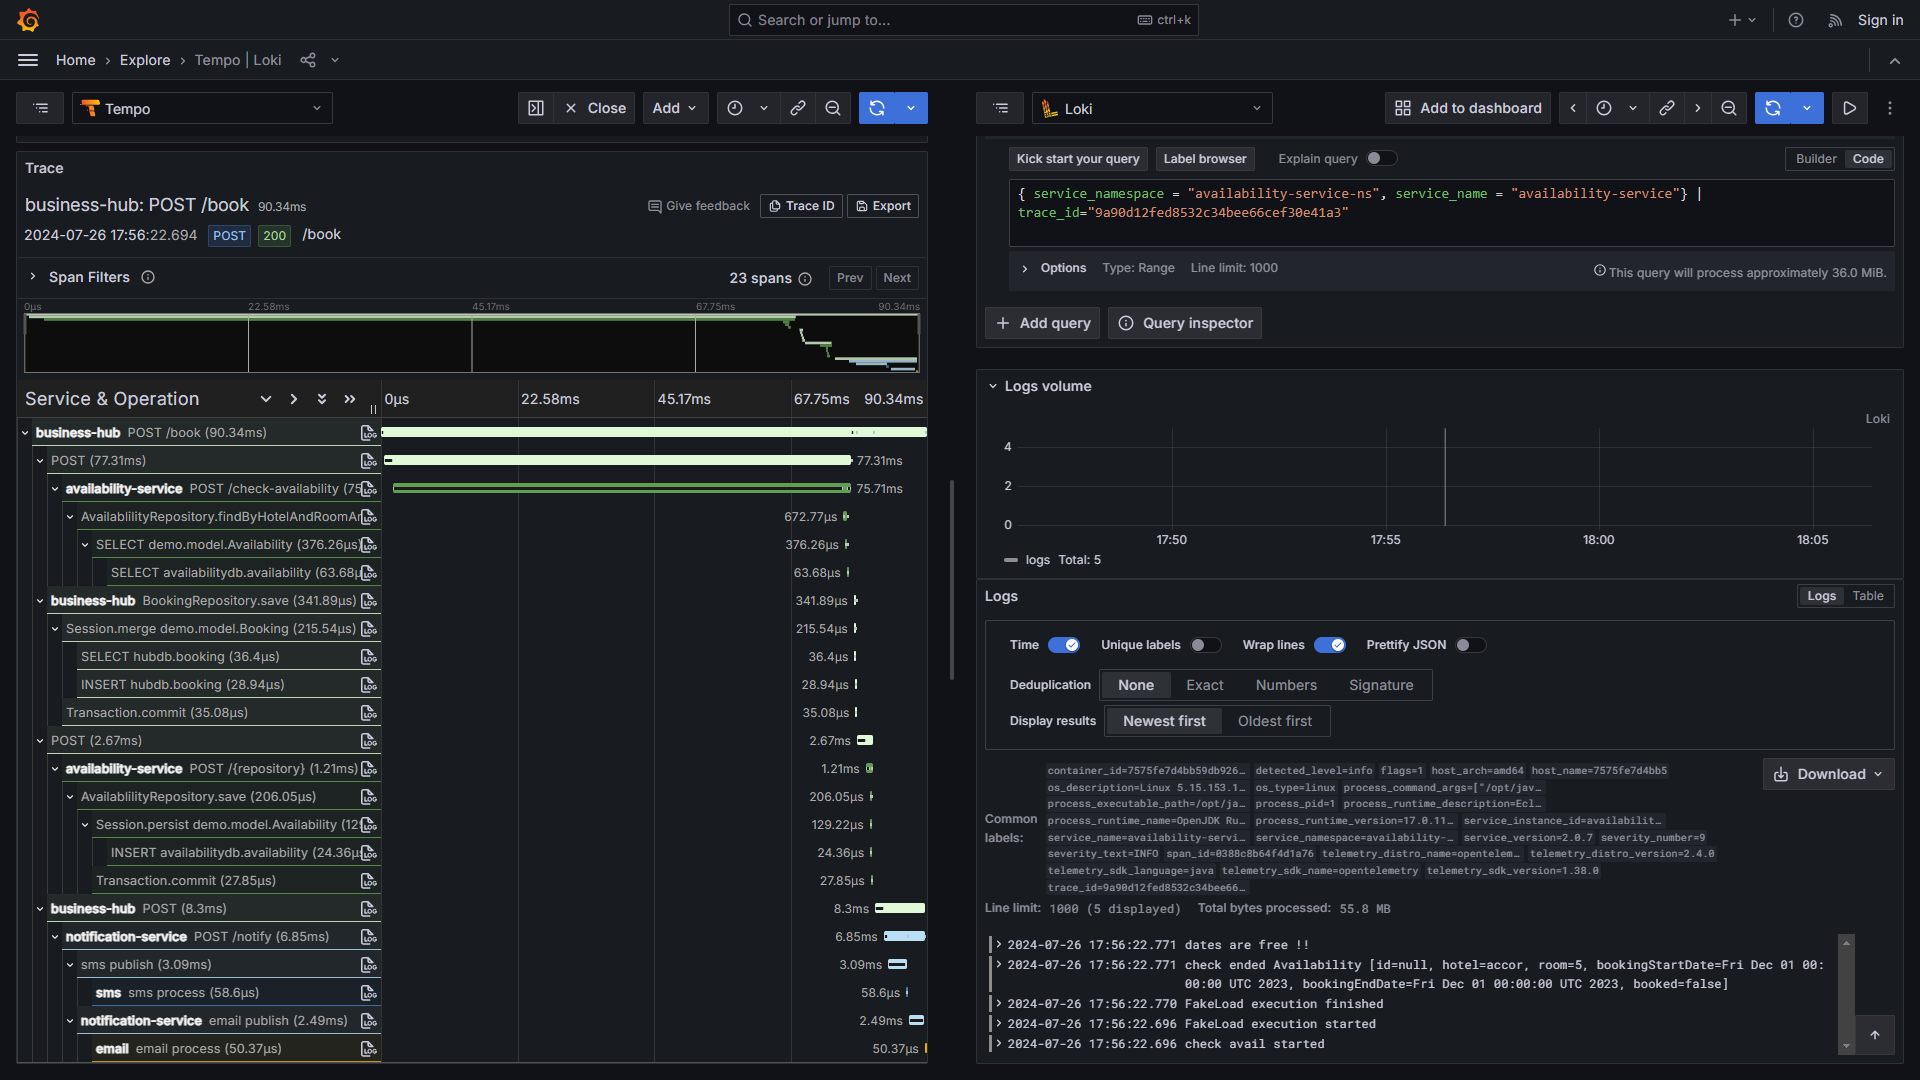 Search or jump to...
ctrl+k
Sign in
Home › Explore › Tempo | Loki
Tempo
Close
Add
Trace
business-hub: POST /book 90.34ms
Give feedback
Trace ID
Export
2024-07-26 17:56:22.694 POST 200 /book
Span Filters
23 spans
Prev
Next
0μs 22.58ms 45.17ms 67.75ms 90.34ms
Service & Operation
0μs 22.58ms 45.17ms 67.75ms 90.34ms
business-hub POST /book (90.34ms)
POST (77.31ms) 77.31ms
availability-service POST /check-availability (75 75.71ms
AvailablilityRepository.findByHotelAndRoomAr 672.77μs
SELECT demo.model.Availability (376.26μs) 376.26μs
SELECT availabilitydb.availability (63.68μ 63.68μs
business-hub BookingRepository.save (341.89μs) 341.89μs
Session.merge demo.model.Booking (215.54μs) 215.54μs
SELECT hubdb.booking (36.4μs) 36.4μs
INSERT hubdb.booking (28.94μs) 28.94μs
Transaction.commit (35.08μs) 35.08μs
POST (2.67ms) 2.67ms
availability-service POST /{repository} (1.21ms) 1.21ms
AvailablilityRepository.save (206.05μs) 206.05μs
Session.persist demo.model.Availability (129 129.22μs
INSERT availabilitydb.availability (24.36μs 24.36μs
Transaction.commit (27.85μs) 27.85μs
business-hub POST (8.3ms) 8.3ms
notification-service POST /notify (6.85ms) 6.85ms
sms publish (3.09ms) 3.09ms
sms sms process (58.6μs) 58.6μs
notification-service email publish (2.49ms) 2.49ms
email email process (50.37μs) 50.37μs
Loki
Add to dashboard
Kick start your query
Label browser
Explain query
Builder
Code
{ service_namespace = "availability-service-ns", service_name = "availability-service"} |
trace_id="9a90d12fed8532c34bee66cef30e41a3"
Options Type: Range Line limit: 1000
This query will process approximately 36.0 MiB.
Add query
Query inspector
Logs volume
Loki
4
2
0
17:50 17:55 18:00 18:05
logs Total: 5
Logs
Logs
Table
Time
Unique labels
Wrap lines
Prettify JSON
Deduplication None Exact Numbers Signature
Display results Newest first Oldest first
Common labels:
container_id=7575fe7d4bb59db926… detected_level=info flags=1 host_arch=amd64 host_name=7575fe7d4bb5
os_description=Linux 5.15.153.1… os_type=linux process_command_args=["/opt/jav…
process_executable_path=/opt/ja… process_pid=1 process_runtime_description=Ecl…
process_runtime_name=OpenJDK Ru… process_runtime_version=17.0.11… service_instance_id=availabilit…
service_name=availability-servi… service_namespace=availability-… service_version=2.0.7 severity_number=9
severity_text=INFO span_id=0388c8b64f4d1a76 telemetry_distro_name=opentelem… telemetry_distro_version=2.4.0
telemetry_sdk_language=java telemetry_sdk_name=opentelemetry telemetry_sdk_version=1.38.0
trace_id=9a90d12fed8532c34bee66…
Download
Line limit: 1000 (5 displayed) Total bytes processed: 55.8 MB
2024-07-26 17:56:22.771 dates are free !!
2024-07-26 17:56:22.771 check ended Availability [id=null, hotel=accor, room=5, bookingStartDate=Fri Dec 01 00:
00:00 UTC 2023, bookingEndDate=Fri Dec 01 00:00:00 UTC 2023, booked=false]
2024-07-26 17:56:22.770 FakeLoad execution finished
2024-07-26 17:56:22.696 FakeLoad execution started
2024-07-26 17:56:22.696 check avail started